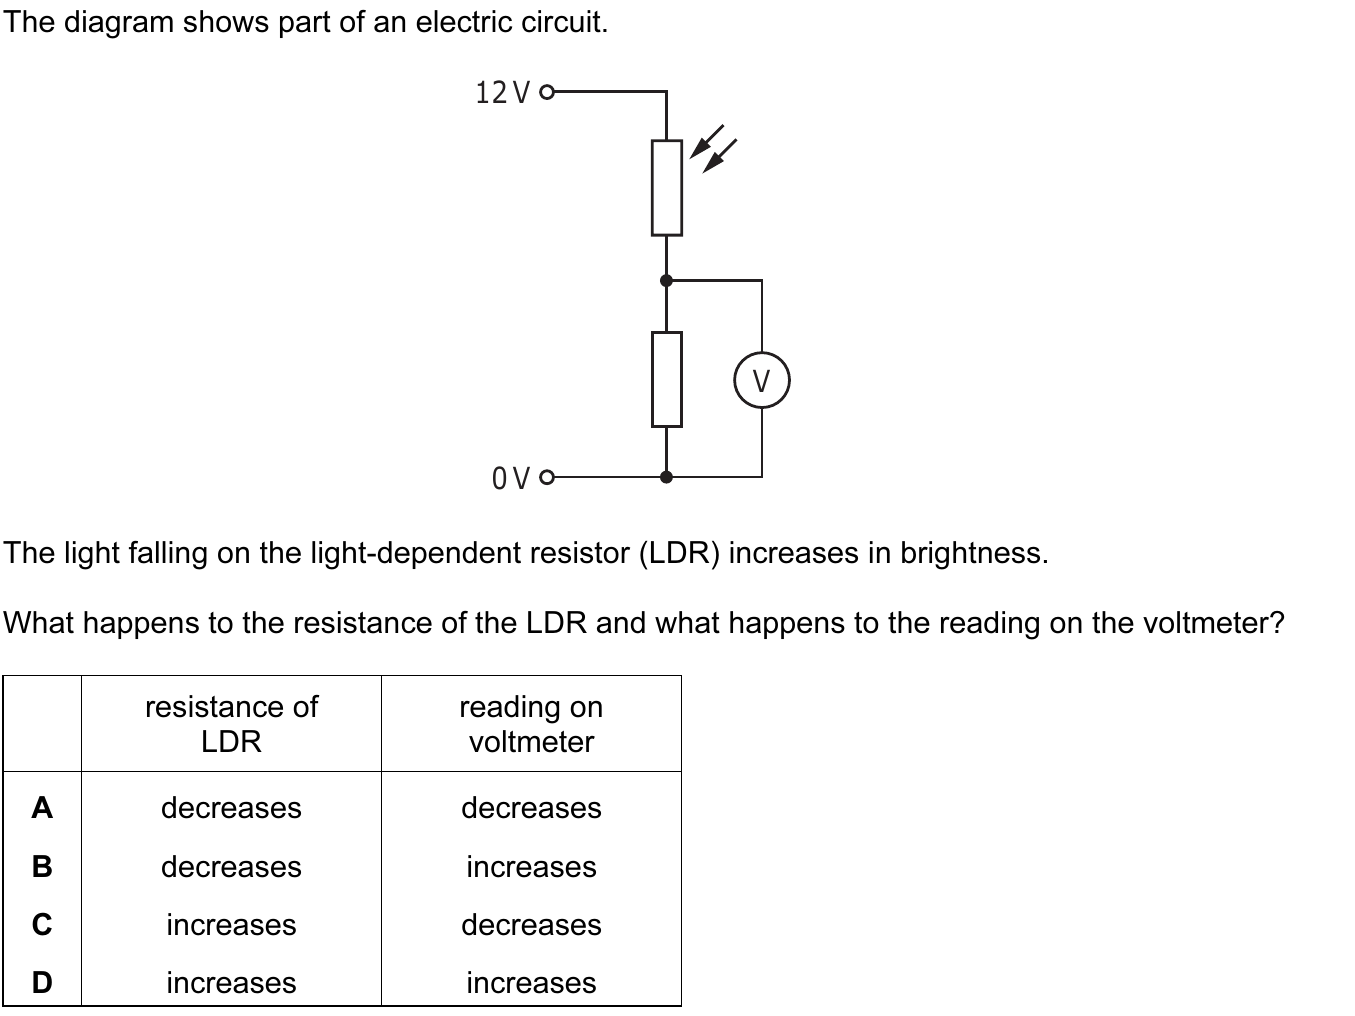 The diagram shows part of an electric circuit.
12 V
V
0 V
The light falling on the light-dependent resistor (LDR) increases in brightness.
What happens to the resistance of the LDR and what happens to the reading on the voltmeter?
resistance of LDR
reading on voltmeter
A decreases decreases
B decreases increases
C increases decreases
D increases increases